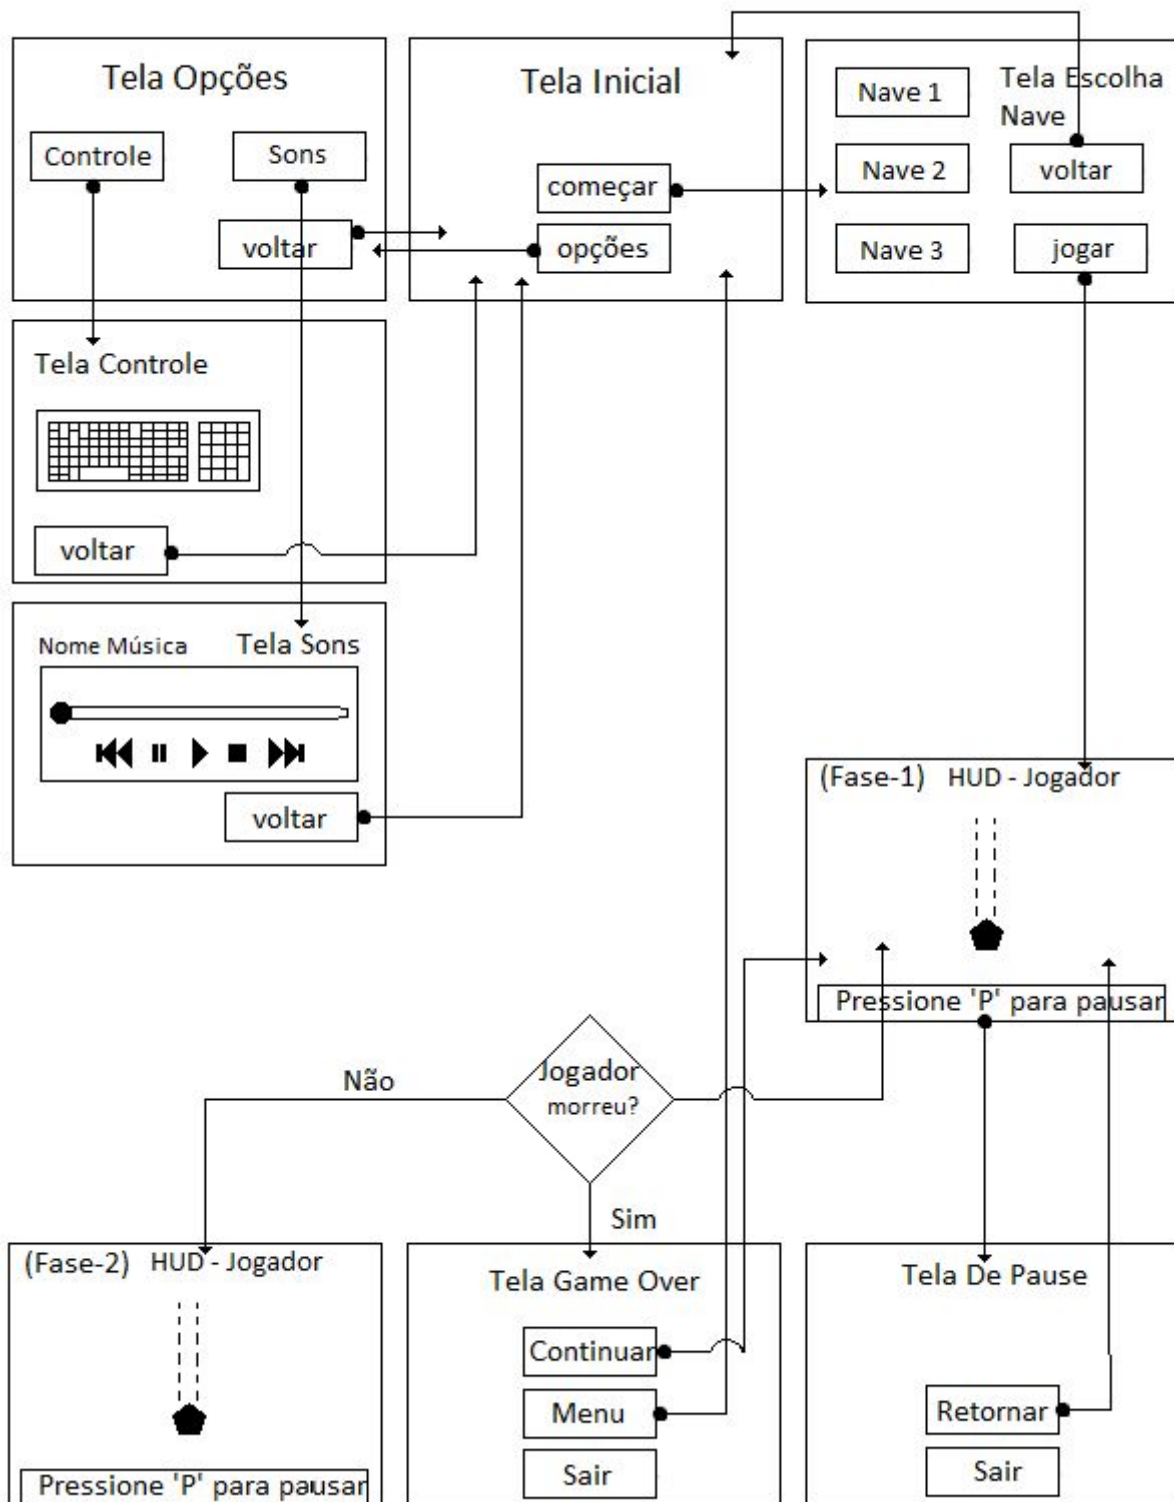 Tela Opções
Controle
Sons
voltar
Tela Inicial
começar
opções
Tela Escolha
Nave
Nave 1
Nave 2
Nave 3
voltar
jogar
Tela Controle
voltar
Nome Música
Tela Sons
voltar
(Fase-1) HUD - Jogador
Pressione 'P' para pausar
Jogador
morreu?
Não
Sim
(Fase-2) HUD - Jogador
Pressione 'P' para pausar
Tela Game Over
Continuar
Menu
Sair
Tela De Pause
Retornar
Sair